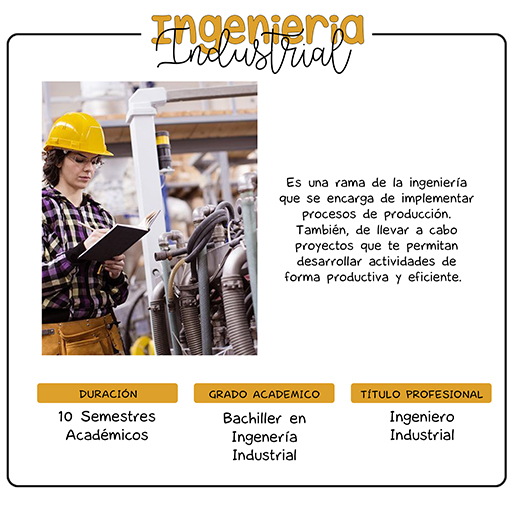 Ingenieria
Industrial
Es una rama de la ingeniería
que se encarga de implementar
procesos de producción.
También, de llevar a cabo
proyectos que te permitan
desarrollar actividades de
forma productiva y eficiente.
DURACIÓN
10 Semestres
Académicos
GRADO ACADEMICO
Bachiller en
Ingenería
Industrial
TÍTULO PROFESIONAL
Ingeniero
Industrial